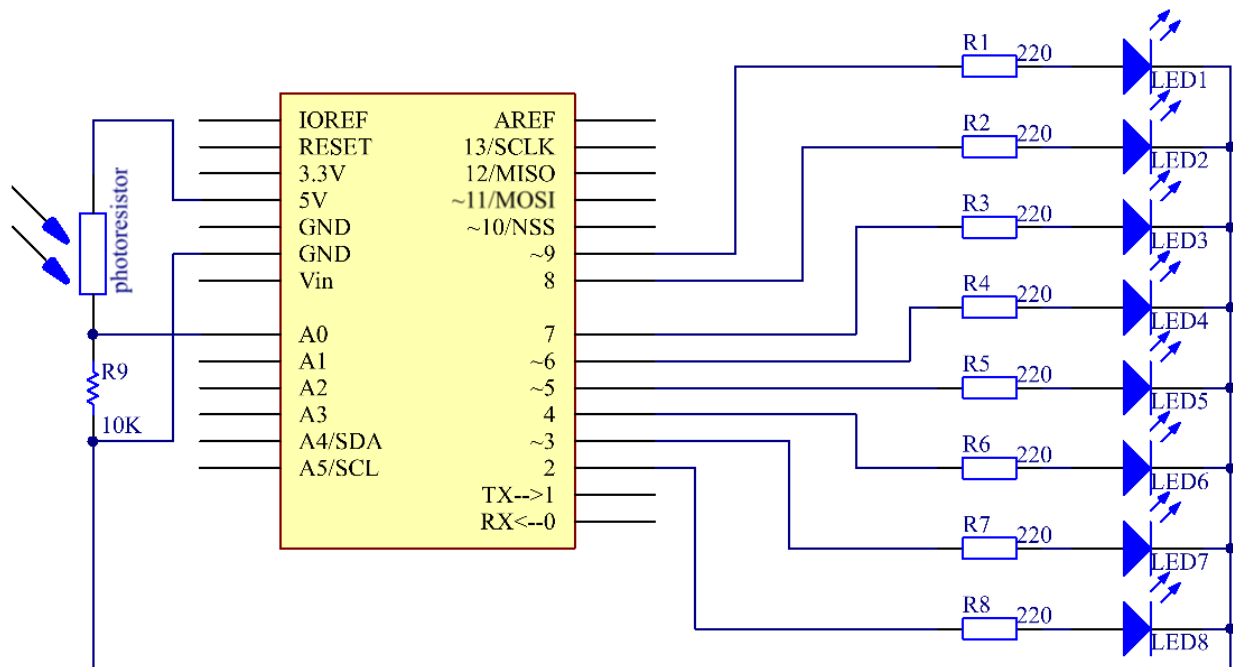 IOREF
RESET
3.3V
5V
GND
GND
Vin
A0
A1
A2
A3
A4/SDA
A5/SCL
AREF
13/SCLK
12/MISO
~11/MOSI
~10/NSS
~9
8
7
~6
~5
4
~3
2
TX-->1
RX<--0
photoresistor
R9
10K
R1 220
LED1
R2 220
LED2
R3 220
LED3
R4 220
LED4
R5 220
LED5
R6 220
LED6
R7 220
LED7
R8 220
LED8